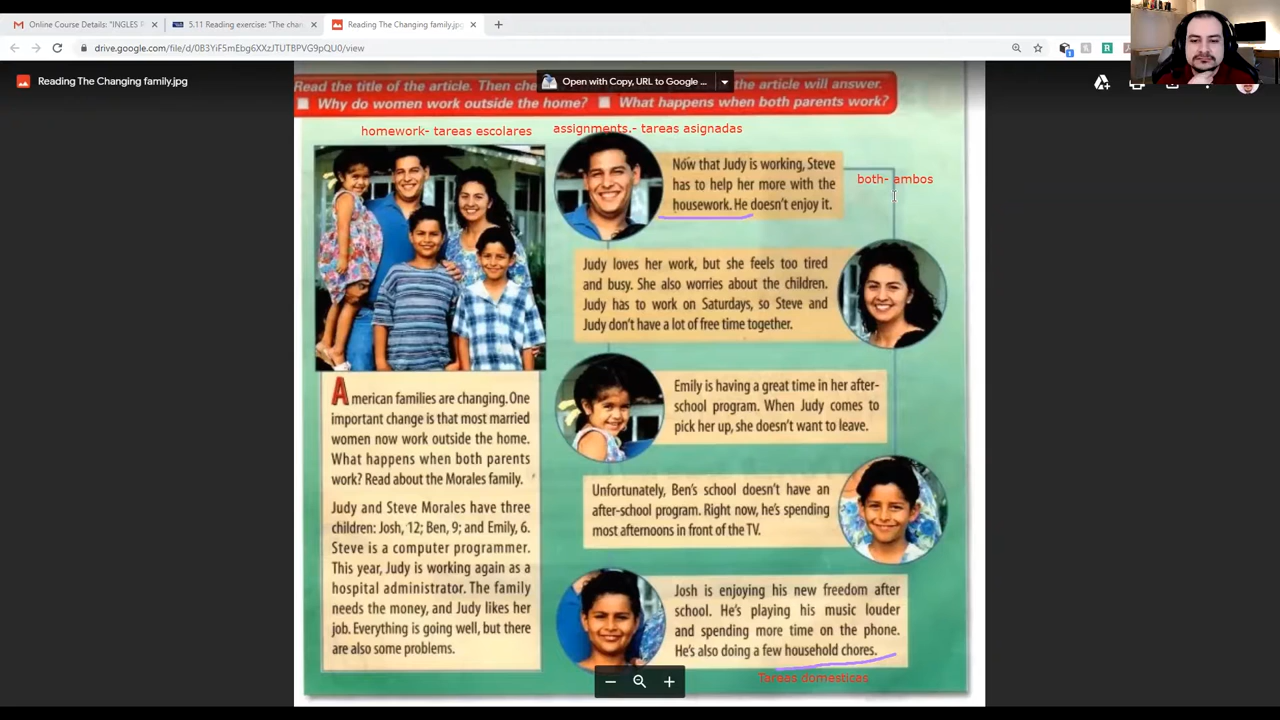 Online Course Details: "INGLES
5.11 Reading exercise: "The chan
Reading The Changing family.jpg
drive.google.com/file/d/0B3YiF5mEbg6XXzJTUTBPVG9pQU0/view
Reading The Changing family.jpg
Open with Copy, URL to Google ...
Read the title of the article. Then che
the article will answer.
Why do women work outside the home?
What happens when both parents work?
homework- tareas escolares
assignments.- tareas asignadas
both- ambos
Now that Judy is working, Steve
has to help her more with the
housework. He doesn't enjoy it.
Judy loves her work, but she feels too tired
and busy. She also worries about the children.
Judy has to work on Saturdays, so Steve and
Judy don't have a lot of free time together.
Emily is having a great time in her after-
school program. When Judy comes to
pick her up, she doesn't want to leave.
American families are changing. One
important change is that most married
women now work outside the home.
What happens when both parents
work? Read about the Morales family.
Judy and Steve Morales have three
children: Josh, 12; Ben, 9; and Emily, 6.
Steve is a computer programmer.
This year, Judy is working again as a
hospital administrator. The family
needs the money, and Judy likes her
job. Everything is going well, but there
are also some problems.
Unfortunately, Ben's school doesn't have an
after-school program. Right now, he's spending
most afternoons in front of the TV.
Josh is enjoying his new freedom after
school. He's playing his music louder
and spending more time on the phone.
He's also doing a few household chores.
Tareas domesticas